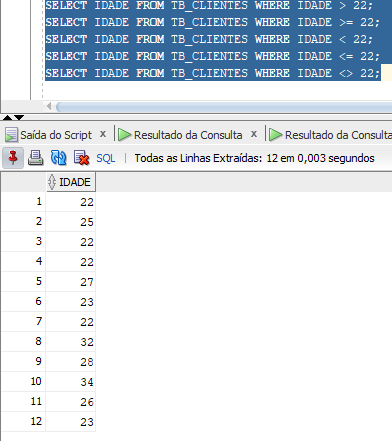 SELECT IDADE FROM TB_CLIENTES WHERE IDADE > 22;
SELECT IDADE FROM TB_CLIENTES WHERE IDADE >= 22;
SELECT IDADE FROM TB_CLIENTES WHERE IDADE < 22;
SELECT IDADE FROM TB_CLIENTES WHERE IDADE <= 22;
SELECT IDADE FROM TB_CLIENTES WHERE IDADE <> 22;
Saída do Script x Resultado da Consulta x Resultado da Consulta
SQL | Todas as Linhas Extraídas: 12 em 0,003 segundos
IDADE
1 22
2 25
3 22
4 22
5 27
6 23
7 22
8 32
9 28
10 34
11 26
12 23